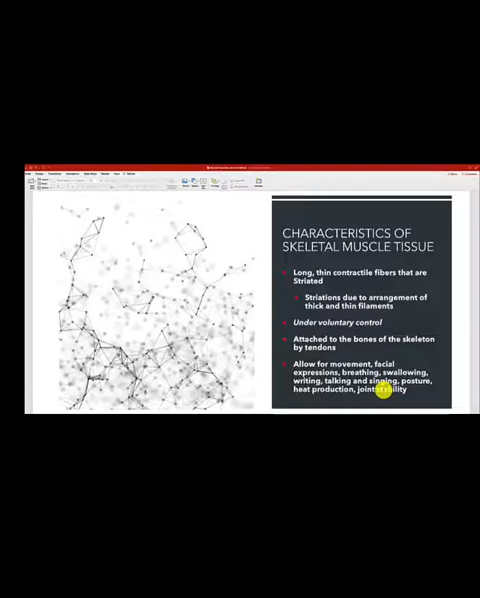 CHARACTERISTICS OF
SKELETAL MUSCLE TISSUE
Long, thin contractile fibers that are
Striated
Striations due to arrangement of
thick and thin filaments
Under voluntary control
Attached to the bones of the skeleton
by tendons
Allow for movement, facial
expressions, breathing, swallowing,
writing, talking and singing, posture,
heat production, joint stability